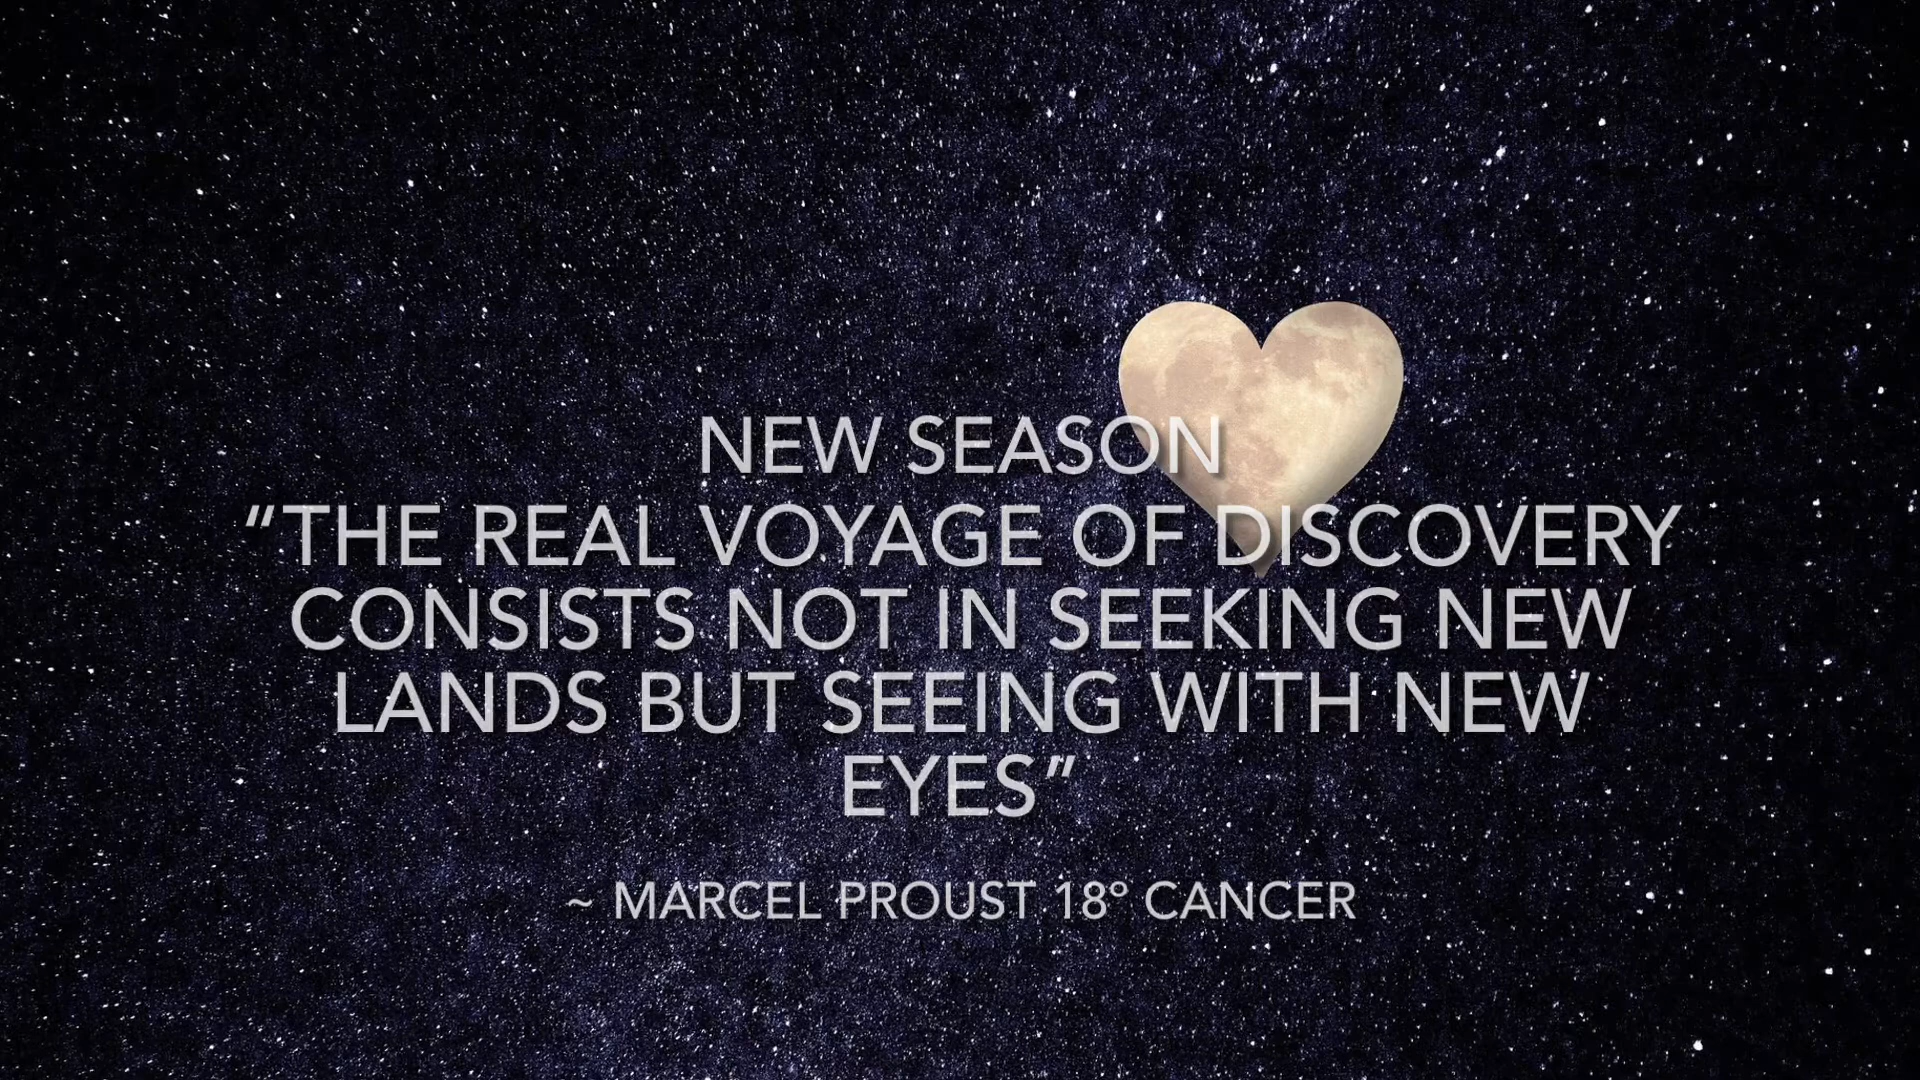 NEW SEASON
"THE REAL VOYAGE OF DISCOVERY
CONSISTS NOT IN SEEKING NEW
LANDS BUT SEEING WITH NEW
EYES"
~ MARCEL PROUST 18º CANCER